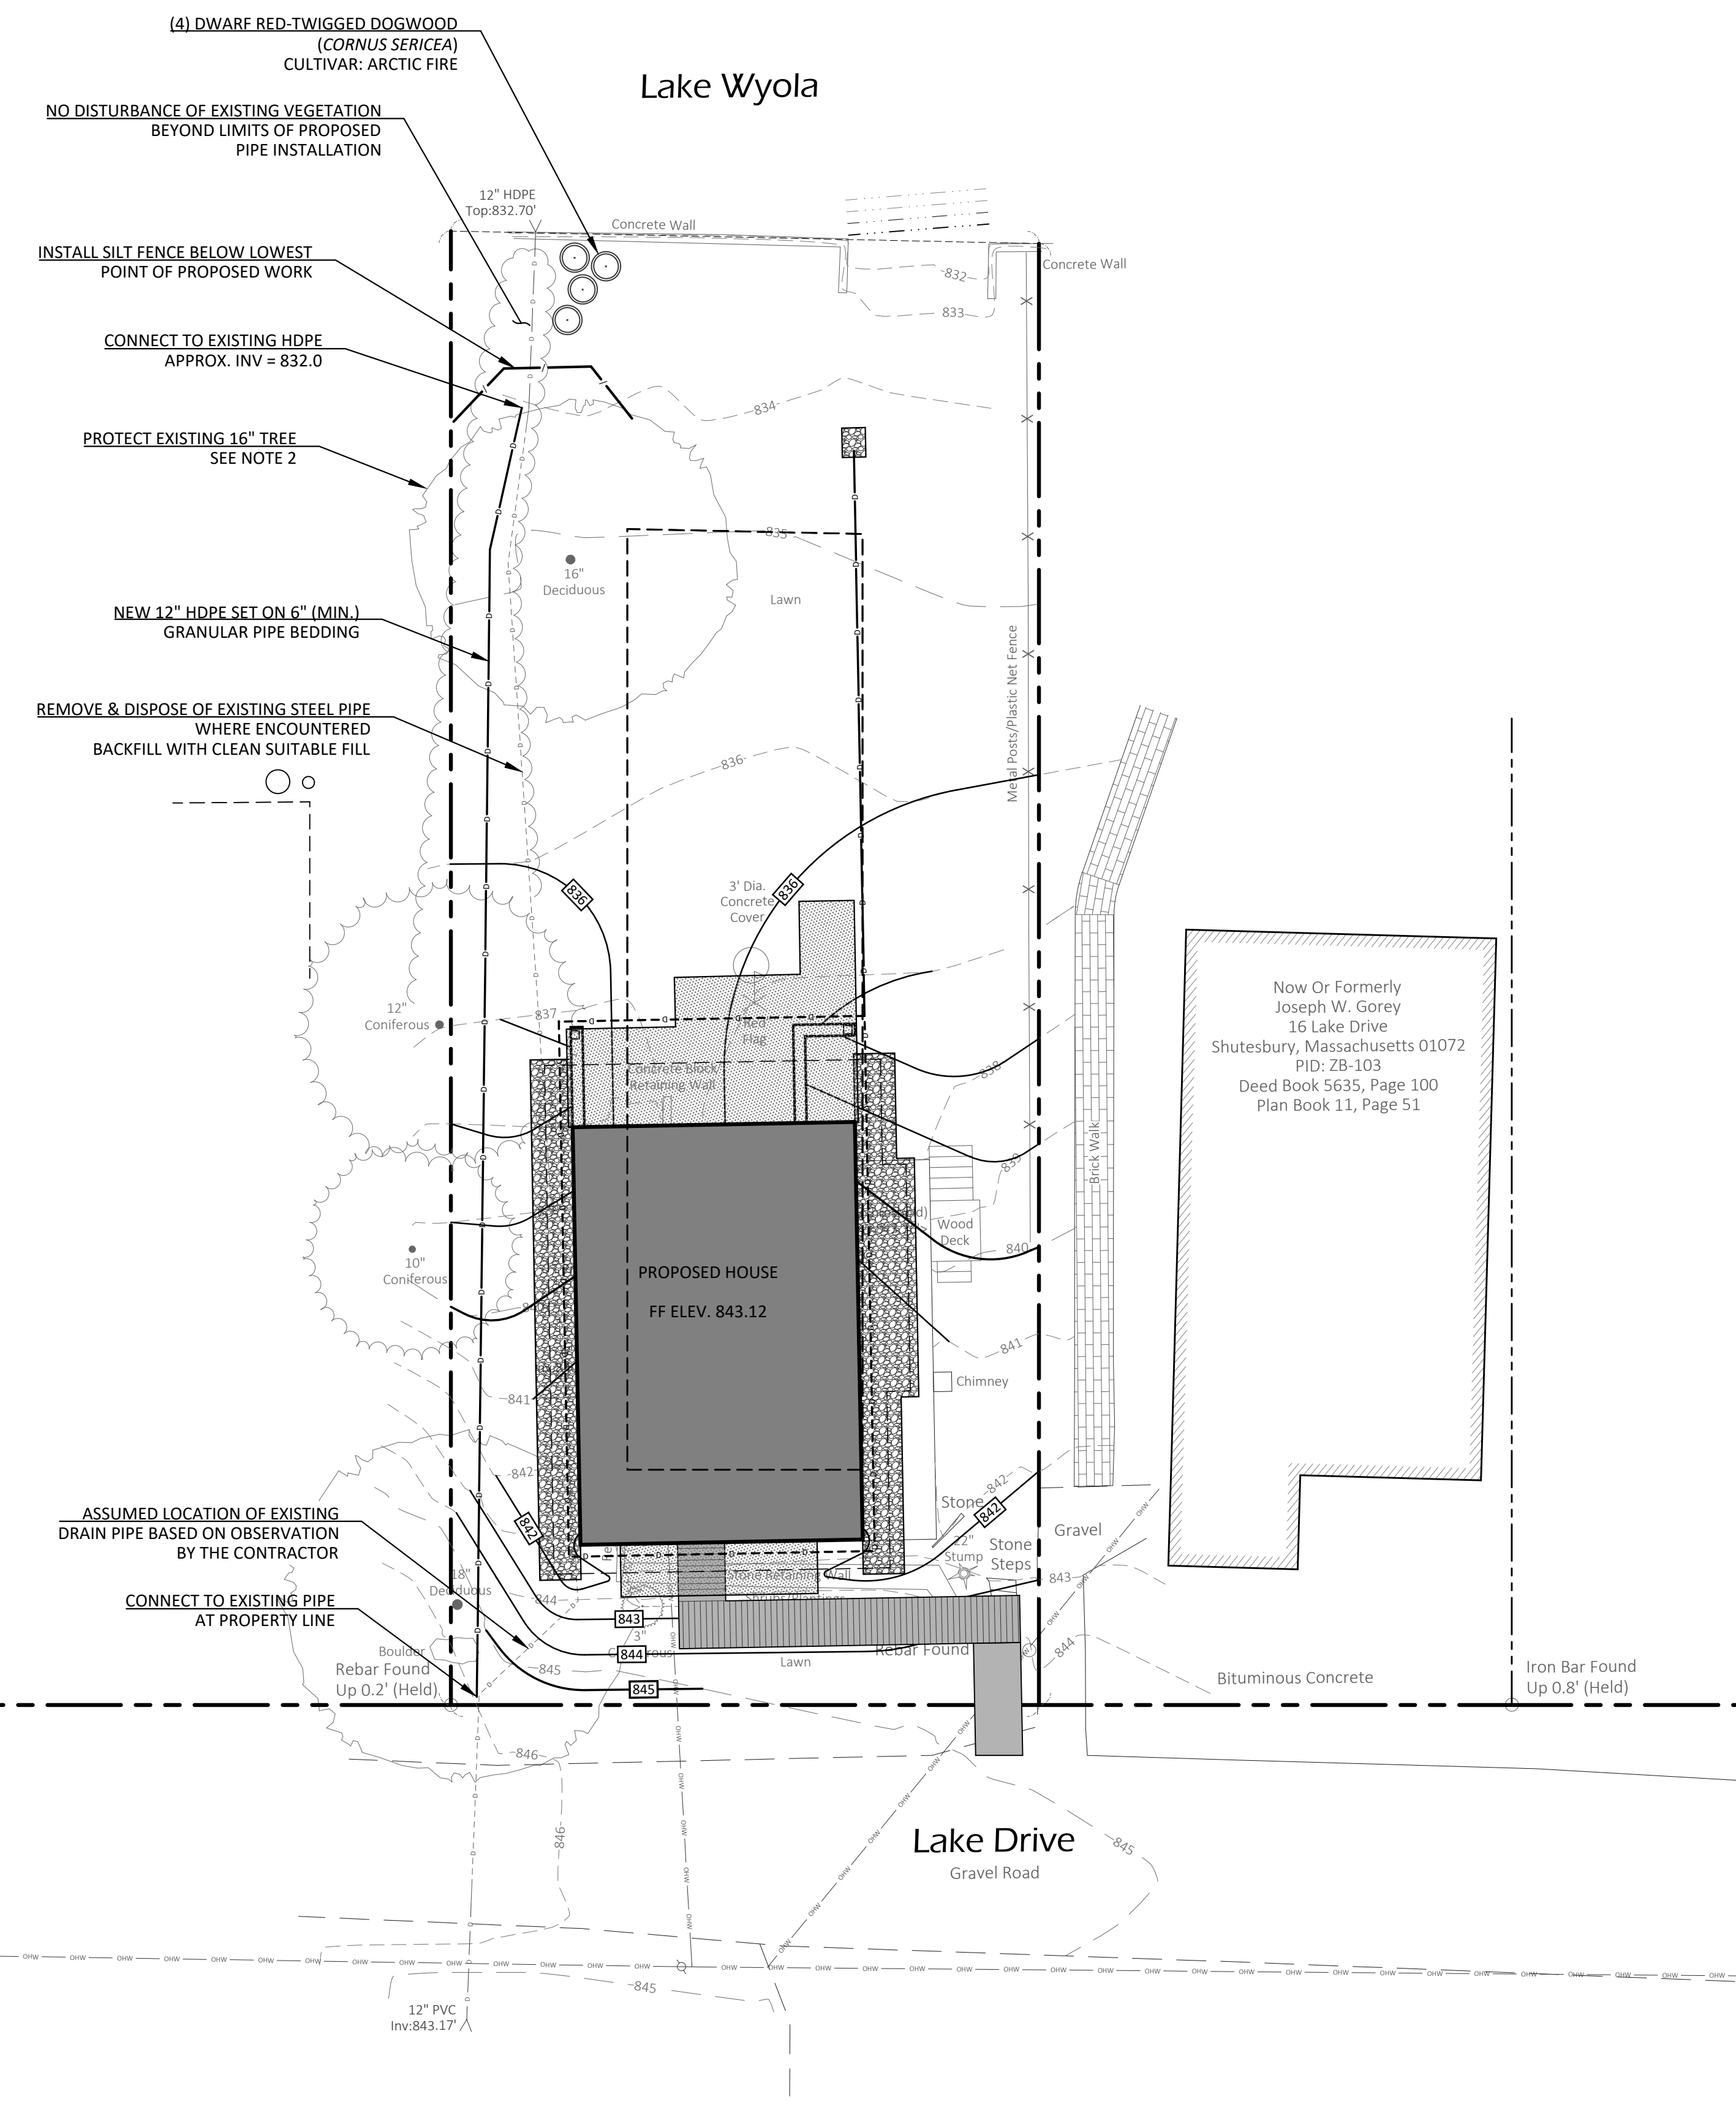 (4) DWARF RED-TWIGGED DOGWOOD
(CORNUS SERICEA)
CULTIVAR: ARCTIC FIRE
Lake Wyola
NO DISTURBANCE OF EXISTING VEGETATION
BEYOND LIMITS OF PROPOSED
PIPE INSTALLATION
12" HDPE
Top:832.70'
Concrete Wall
Concrete Wall
INSTALL SILT FENCE BELOW LOWEST
POINT OF PROPOSED WORK
832
833
CONNECT TO EXISTING HDPE
APPROX. INV = 832.0
834
PROTECT EXISTING 16" TREE
SEE NOTE 2
835
16"
Deciduous
Lawn
NEW 12" HDPE SET ON 6" (MIN.)
GRANULAR PIPE BEDDING
Metal Posts/Plastic Net Fence
REMOVE & DISPOSE OF EXISTING STEEL PIPE
WHERE ENCOUNTERED
BACKFILL WITH CLEAN SUITABLE FILL
836
836
836
3' Dia.
Concrete
Cover
12"
Coniferous
837
Red
Flag
Concrete Block
Retaining Wall
838
Now Or Formerly
Joseph W. Gorey
16 Lake Drive
Shutesbury, Massachusetts 01072
PID: ZB-103
Deed Book 5635, Page 100
Plan Book 11, Page 51
Brick Walk
839
Wood
Deck
840
10"
Coniferous
PROPOSED HOUSE
FF ELEV. 843.12
841
Chimney
841
842
842
842
842
Stone
22"
Stump
Gravel
Stone
Steps
ASSUMED LOCATION OF EXISTING
DRAIN PIPE BASED ON OBSERVATION
BY THE CONTRACTOR
18"
Deciduous
Stone Retaining Wall
Shrubs/Plantings
843
844
CONNECT TO EXISTING PIPE
AT PROPERTY LINE
843
3"
844
844
Boulder
Rebar Found
Up 0.2' (Held)
845
Lawn
Rebar Found
845
Bituminous Concrete
Iron Bar Found
Up 0.8' (Held)
846
846
Lake Drive
Gravel Road
845
845
12" PVC
Inv:843.17'
OHW